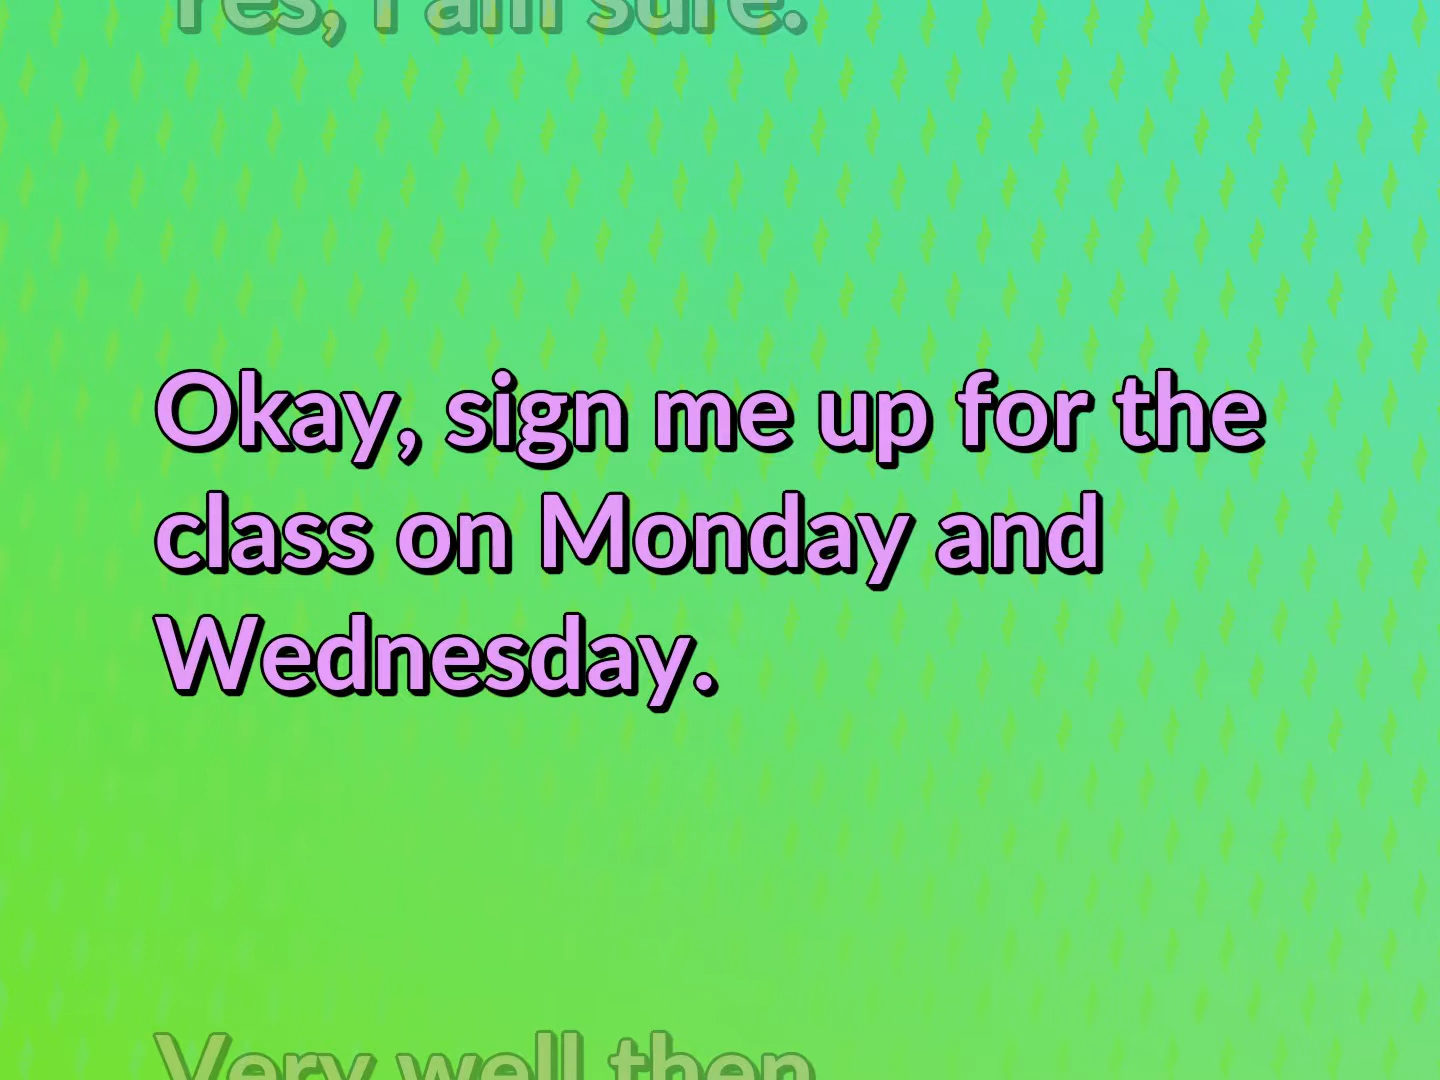 Yes, I am sure.
Okay, sign me up for the
class on Monday and
Wednesday.
Very well then